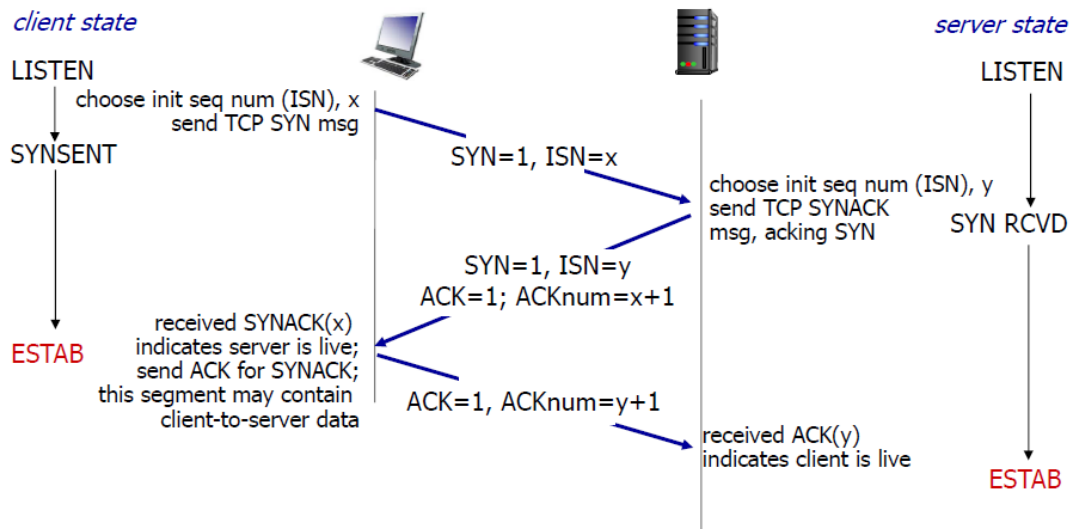 client state
server state
LISTEN
LISTEN
choose init seq num (ISN), x
send TCP SYN msg
SYNSENT
SYN=1, ISN=x
choose init seq num (ISN), y
send TCP SYNACK
msg, acking SYN
SYN RCVD
SYN=1, ISN=y
ACK=1; ACKnum=x+1
received SYNACK(x)
indicates server is live;
send ACK for SYNACK;
this segment may contain
client-to-server data
ESTAB
ACK=1, ACKnum=y+1
received ACK(y)
indicates client is live
ESTAB